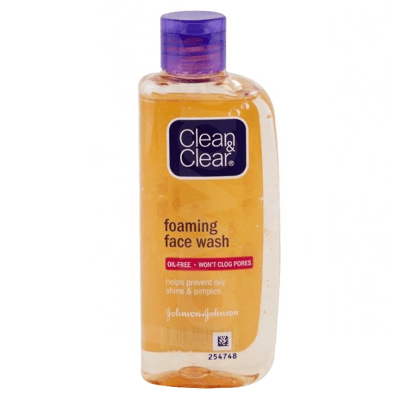 Clean
&
Clear®
foaming
face wash
OIL-FREE • WON'T CLOG PORES
helps prevent oily
shine & pimples
Johnson & Johnson
254748